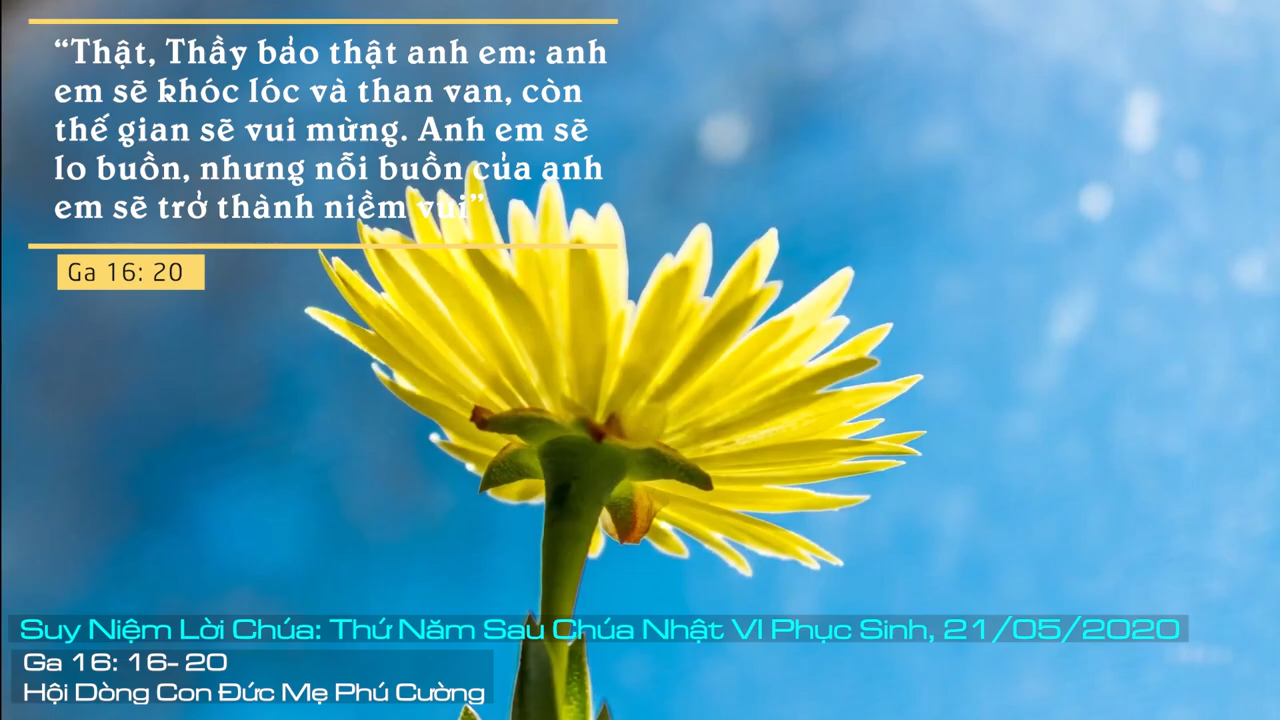 “Thật, Thầy bảo thật anh em: anh
em sẽ khóc lóc và than van, còn
thế gian sẽ vui mừng. Anh em sẽ
lo buồn, nhưng nỗi buồn của anh
em sẽ trở thành niềm vui”
Ga 16: 20
Suy Niệm Lời Chúa: Thứ Năm Sau Chúa Nhật VI Phục Sinh, 21/05/2020
Ga 16: 16- 20
Hội Dòng Con Đức Mẹ Phú Cường